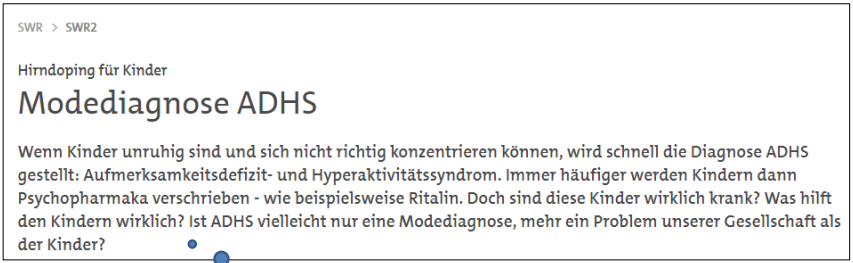 SWR > SWR2
Hirndoping für Kinder
Modediagnose ADHS
Wenn Kinder unruhig sind und sich nicht richtig konzentrieren können, wird schnell die Diagnose ADHS
gestellt: Aufmerksamkeitsdefizit- und Hyperaktivitätssyndrom. Immer häufiger werden Kindern dann
Psychopharmaka verschrieben - wie beispielsweise Ritalin. Doch sind diese Kinder wirklich krank? Was hilft
den Kindern wirklich? Ist ADHS vielleicht nur eine Modediagnose, mehr ein Problem unserer Gesellschaft als
der Kinder?